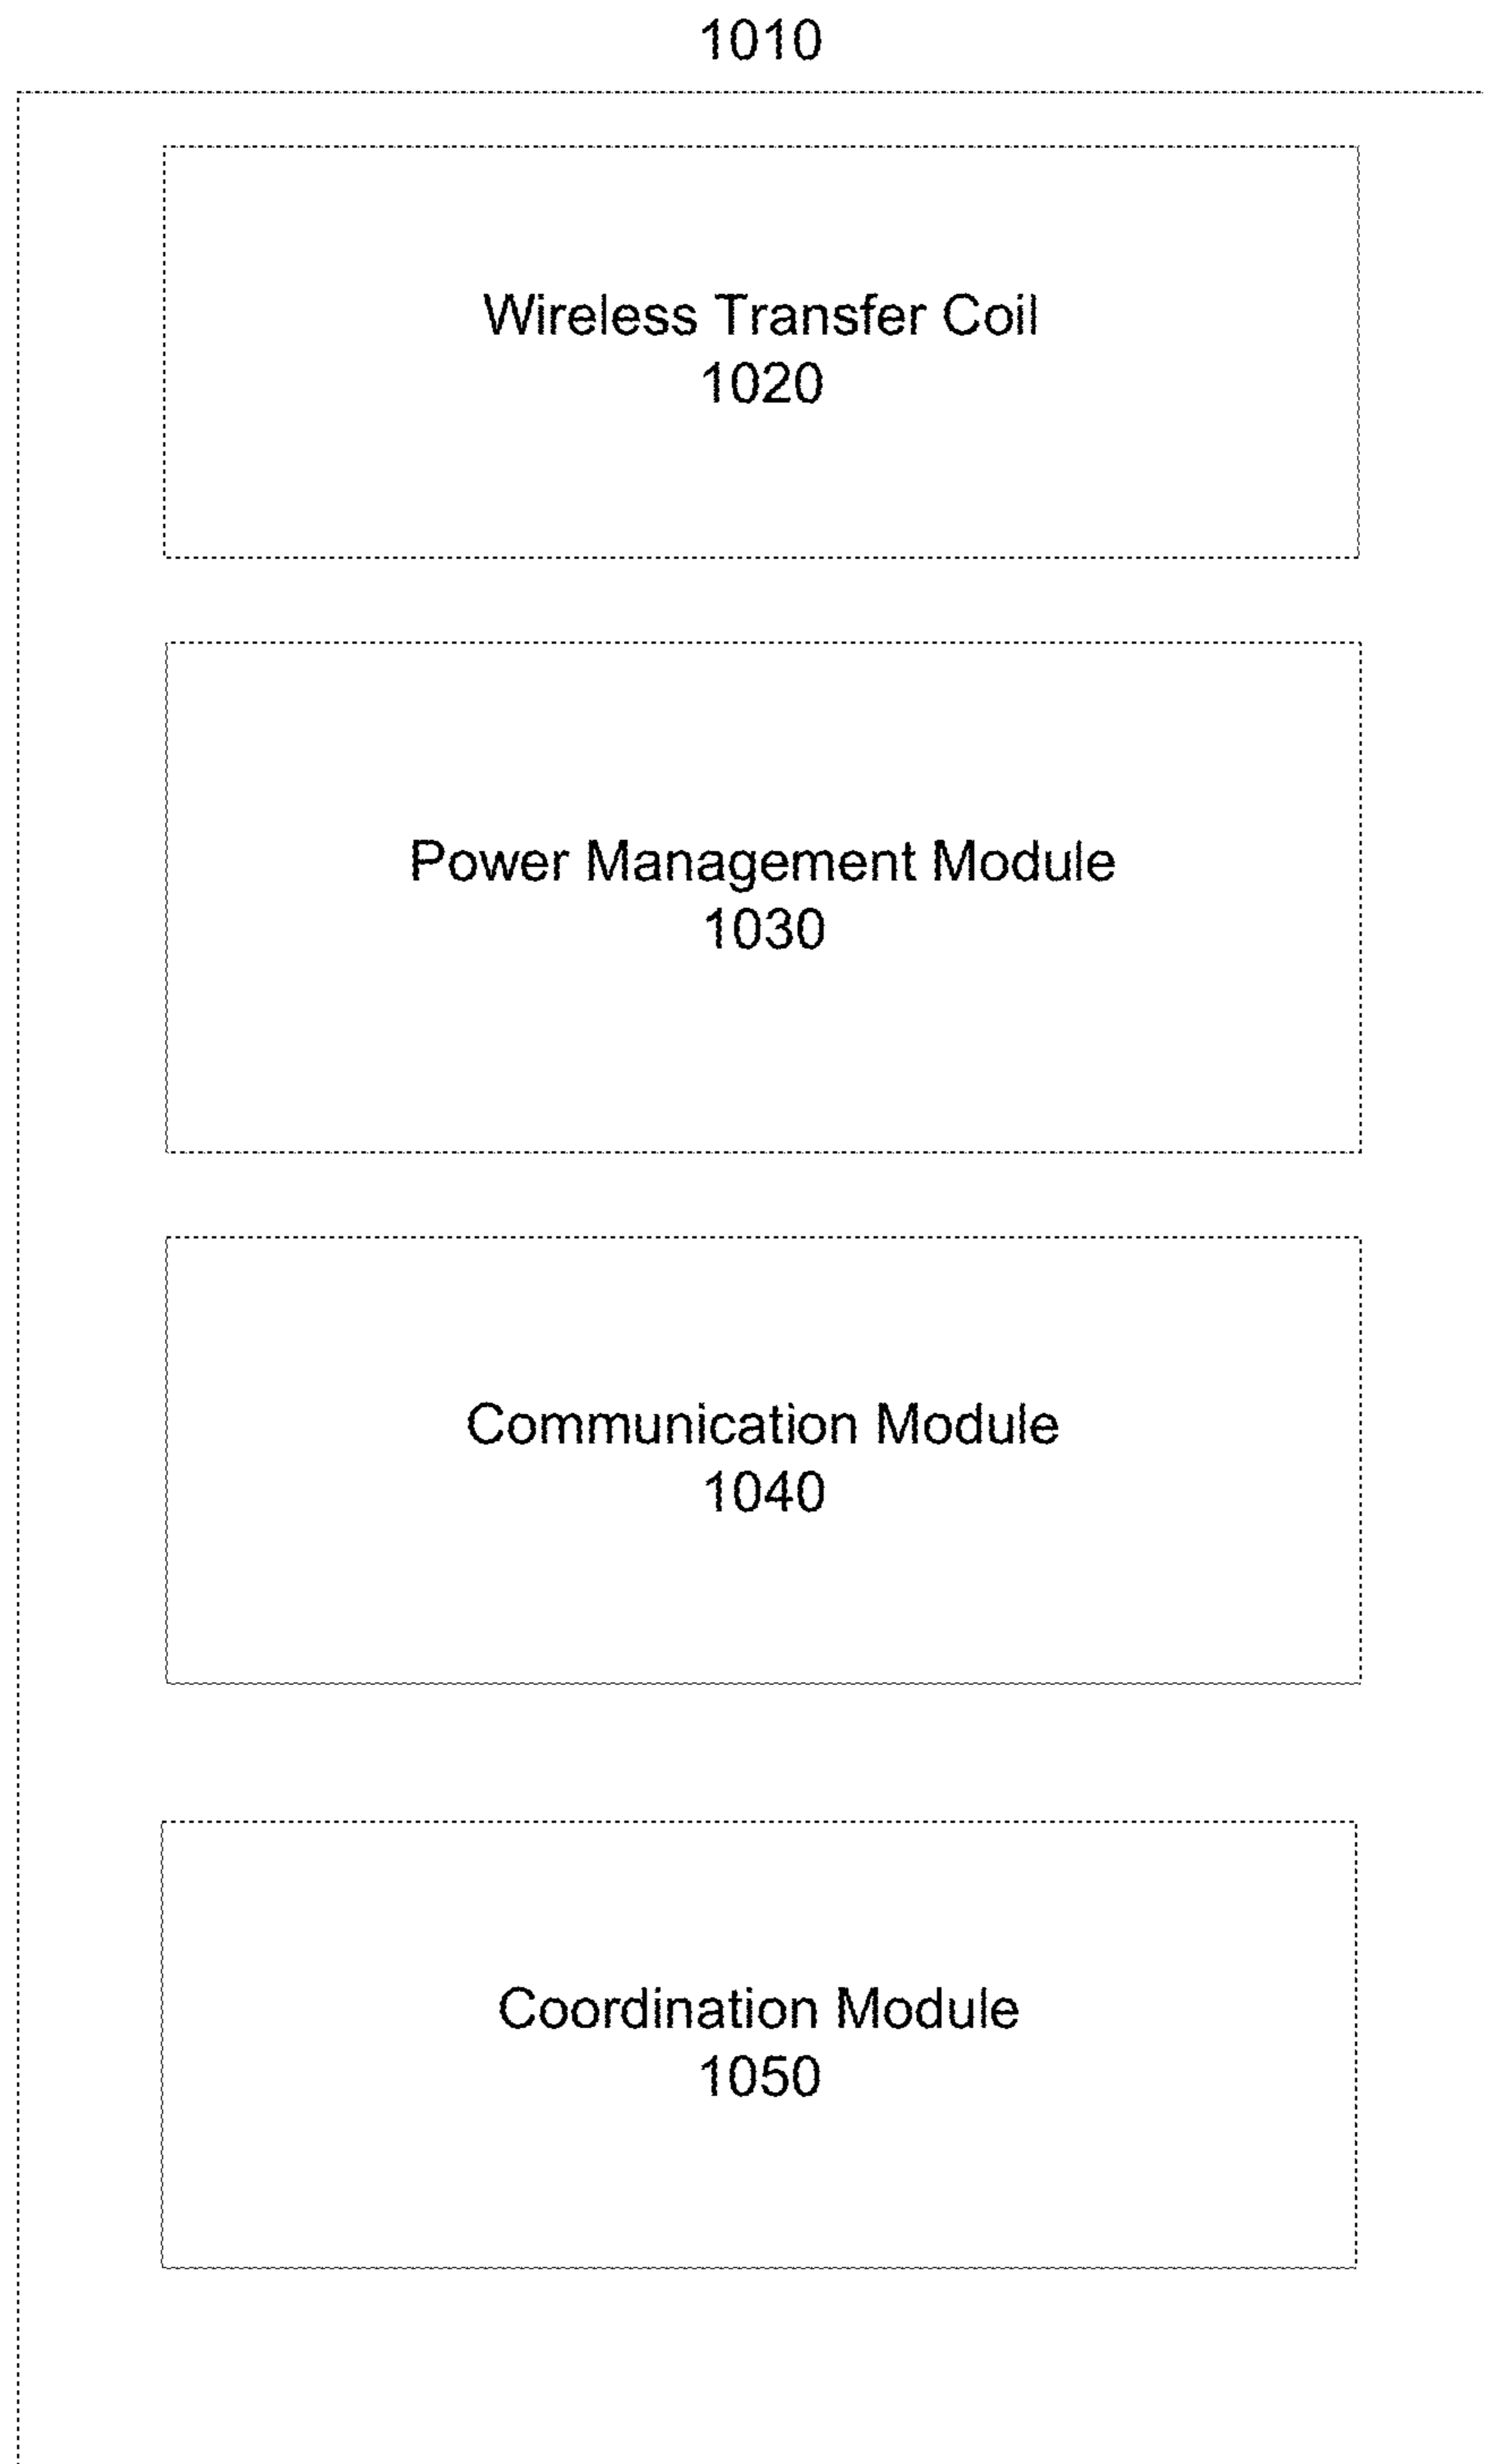 1010
Wireless Transfer Coil
1020
Power Management Module
1030
Communication Module
1040
Coordination Module
1050